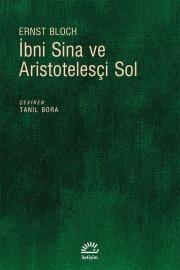 ERNST BLOCH
İbni Sina ve
Aristotelesçi Sol
ÇEVİREN
TANIL BORA
iletişim